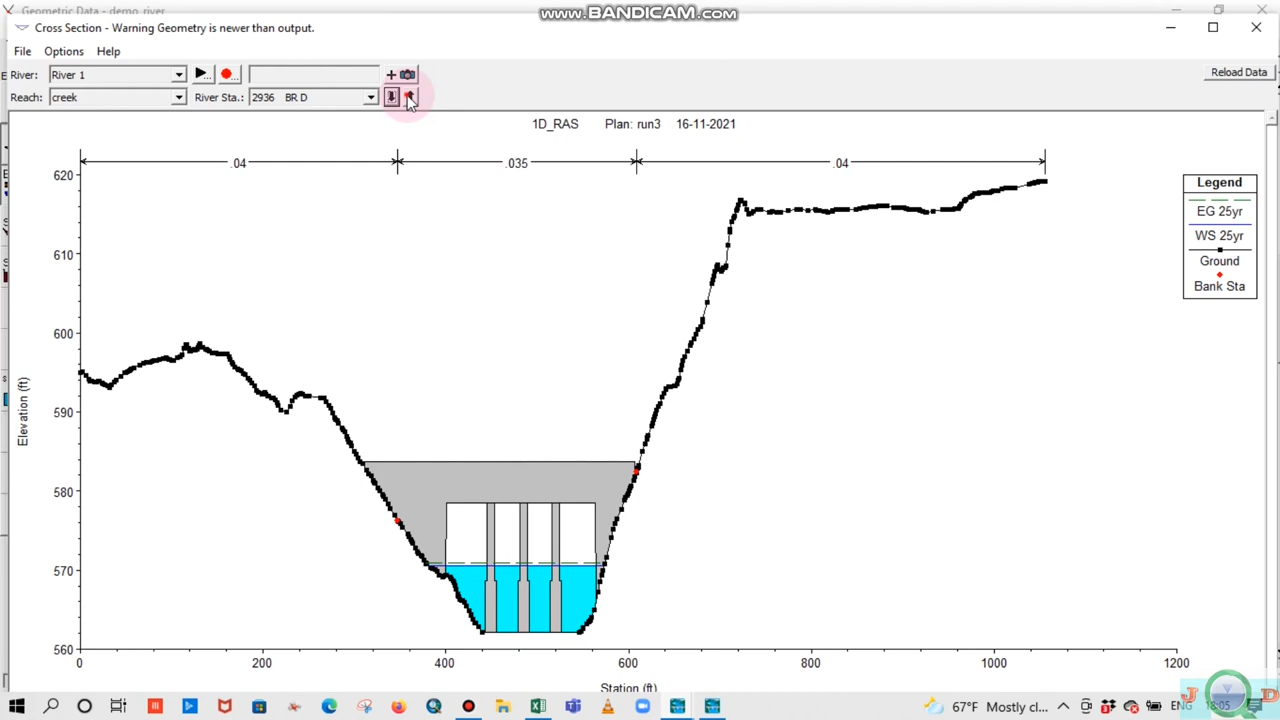 Geometric Data - demo_river
WWW.BANDICAM.COM
Cross Section - Warning Geometry is newer than output.
File Options Help
River: River 1
Reload Data
Reach: creek River Sta.: 2936 BR D
1D_RAS Plan: run3 16-11-2021
.04 .035 .04
Legend
EG 25yr
WS 25yr
Ground
Bank Sta
620
610
600
590
580
570
560
Elevation (ft)
0 200 400 600 800 1000 1200
Station (ft)
67°F Mostly cl...
ENG 18:05
J D